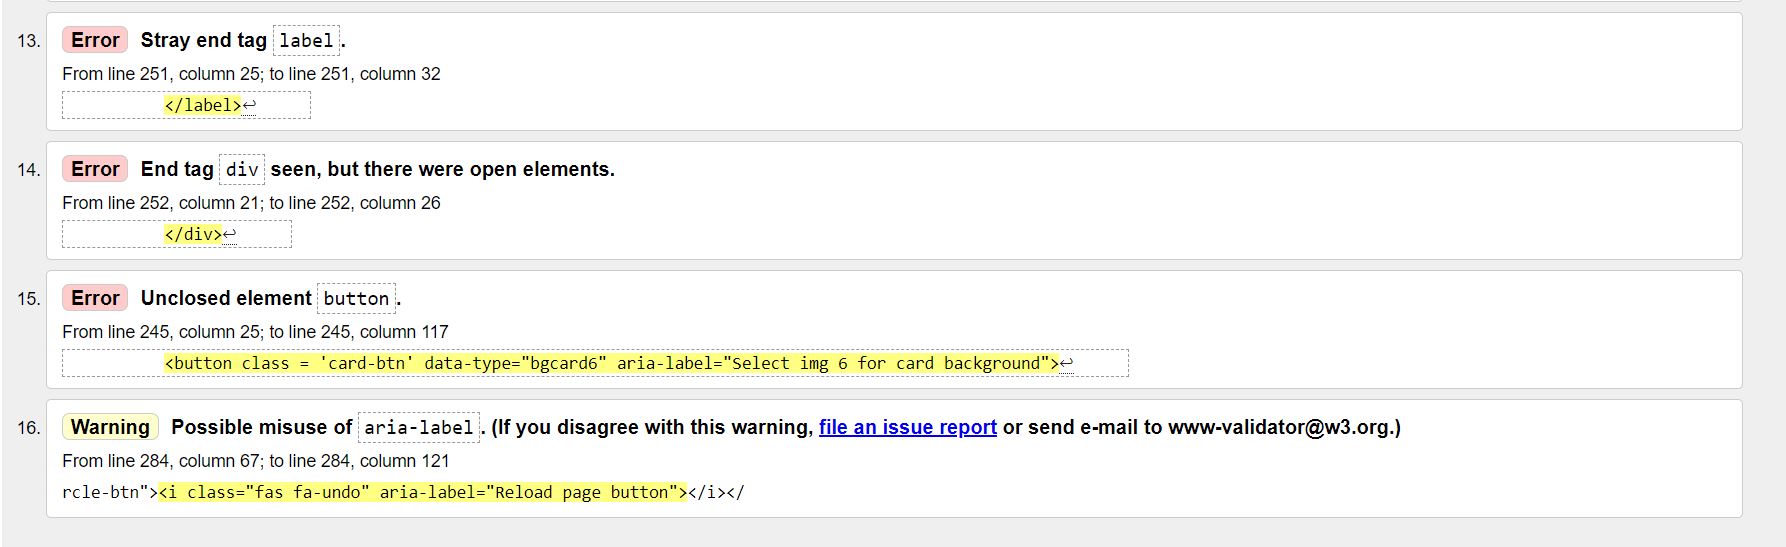 13. Error Stray end tag label.
From line 251, column 25; to line 251, column 32
</label>↩
14. Error End tag div seen, but there were open elements.
From line 252, column 21; to line 252, column 26
</div>↩
15. Error Unclosed element button.
From line 245, column 25; to line 245, column 117
<button class = 'card-btn' data-type="bgcard6" aria-label="Select img 6 for card background">↩
16. Warning Possible misuse of aria-label. (If you disagree with this warning, file an issue report or send e-mail to www-validator@w3.org.)
From line 284, column 67; to line 284, column 121
rcle-btn"><i class="fas fa-undo" aria-label="Reload page button"></i></